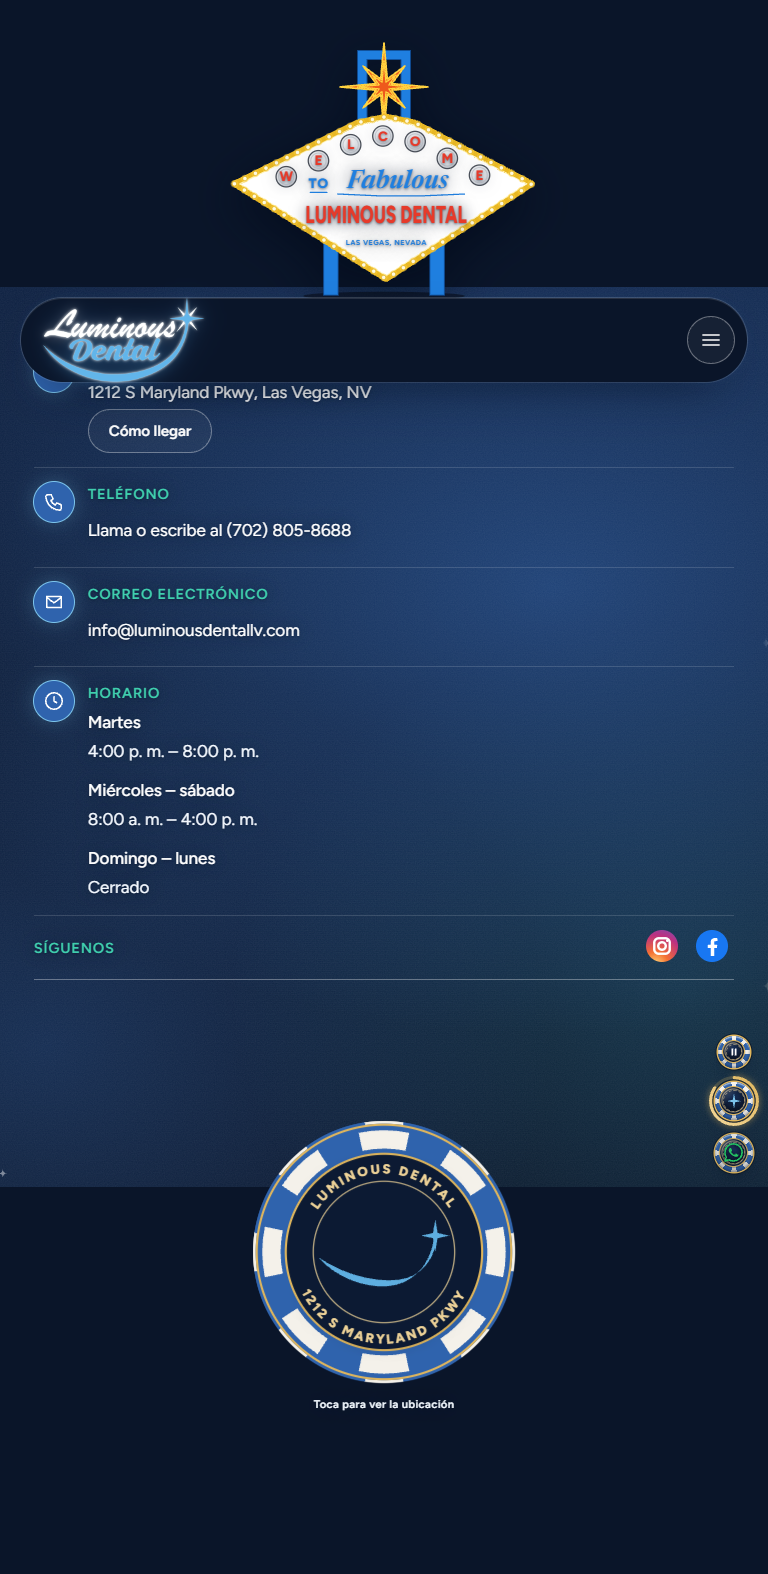 WELCOME
TO Fabulous
LUMINOUS DENTAL
LAS VEGAS, NEVADA
Luminous
Dental
1212 S Maryland Pkwy, Las Vegas, NV
Cómo llegar
TELÉFONO
Llama o escribe al (702) 805-8688
CORREO ELECTRÓNICO
info@luminousdentallv.com
HORARIO
Martes
4:00 p. m. – 8:00 p. m.
Miércoles – sábado
8:00 a. m. – 4:00 p. m.
Domingo – lunes
Cerrado
SÍGUENOS
LUMINOUS DENTAL
1212 S MARYLAND PKWY
Toca para ver la ubicación